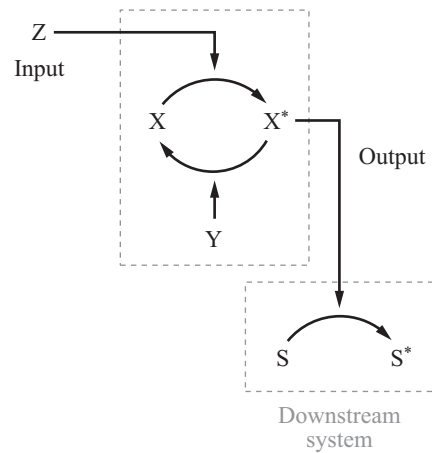 Z
Input
X
X*
Output
Y
S
S*
Downstream
system